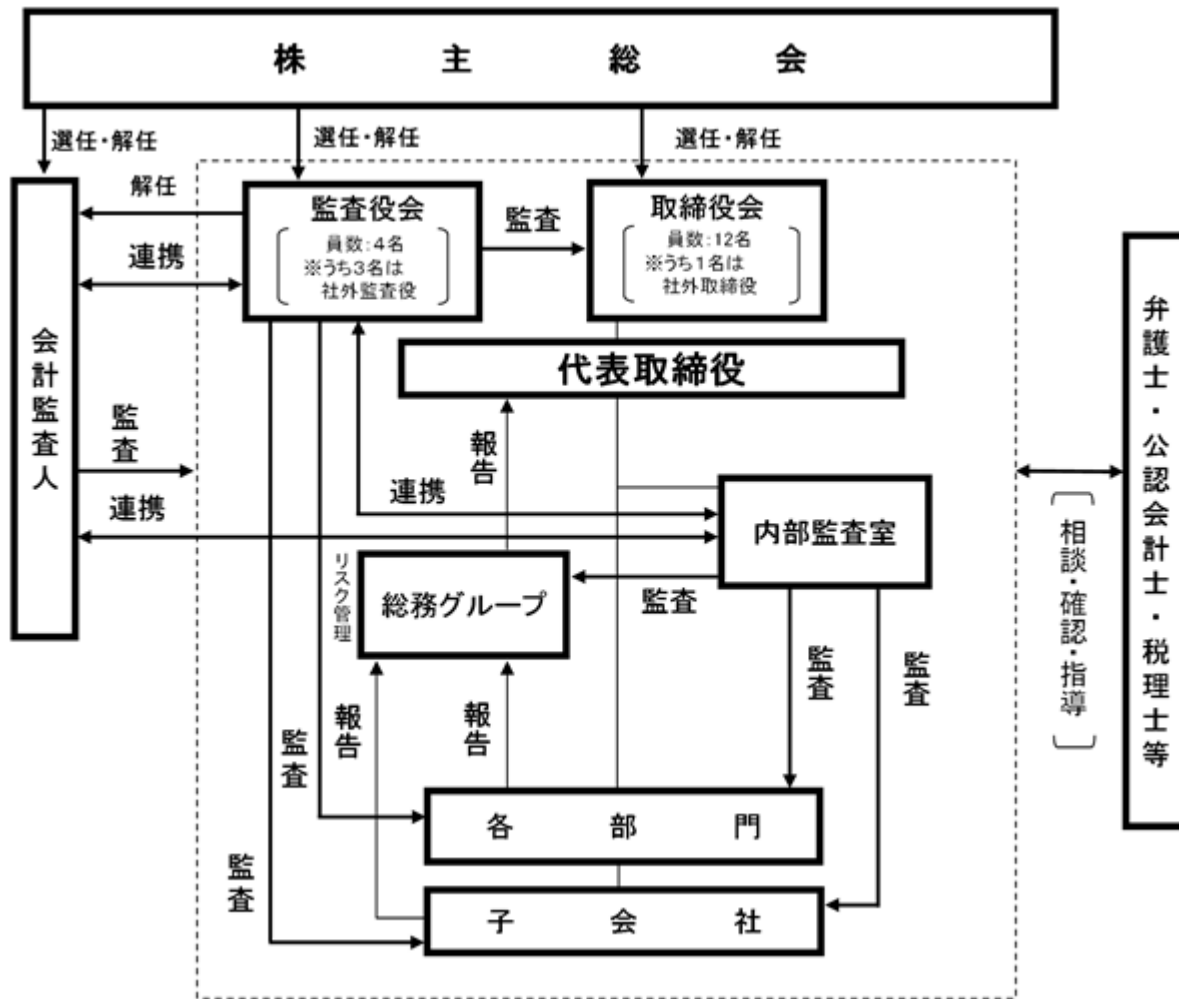 株主総会
選任・解任
選任・解任
選任・解任
解任
監査役会
員数:4名
※うち3名は
社外監査役
監査
取締役会
員数:12名
※うち1名は
社外取締役
連携
会計監査人
代表取締役
弁護士・公認会計士・税理士等
監査
報告
連携
連携
内部監査室
相談・確認・指導
リスク管理
総務グループ
監査
監査
監査
報告
報告
監査
各部門
監査
子会社